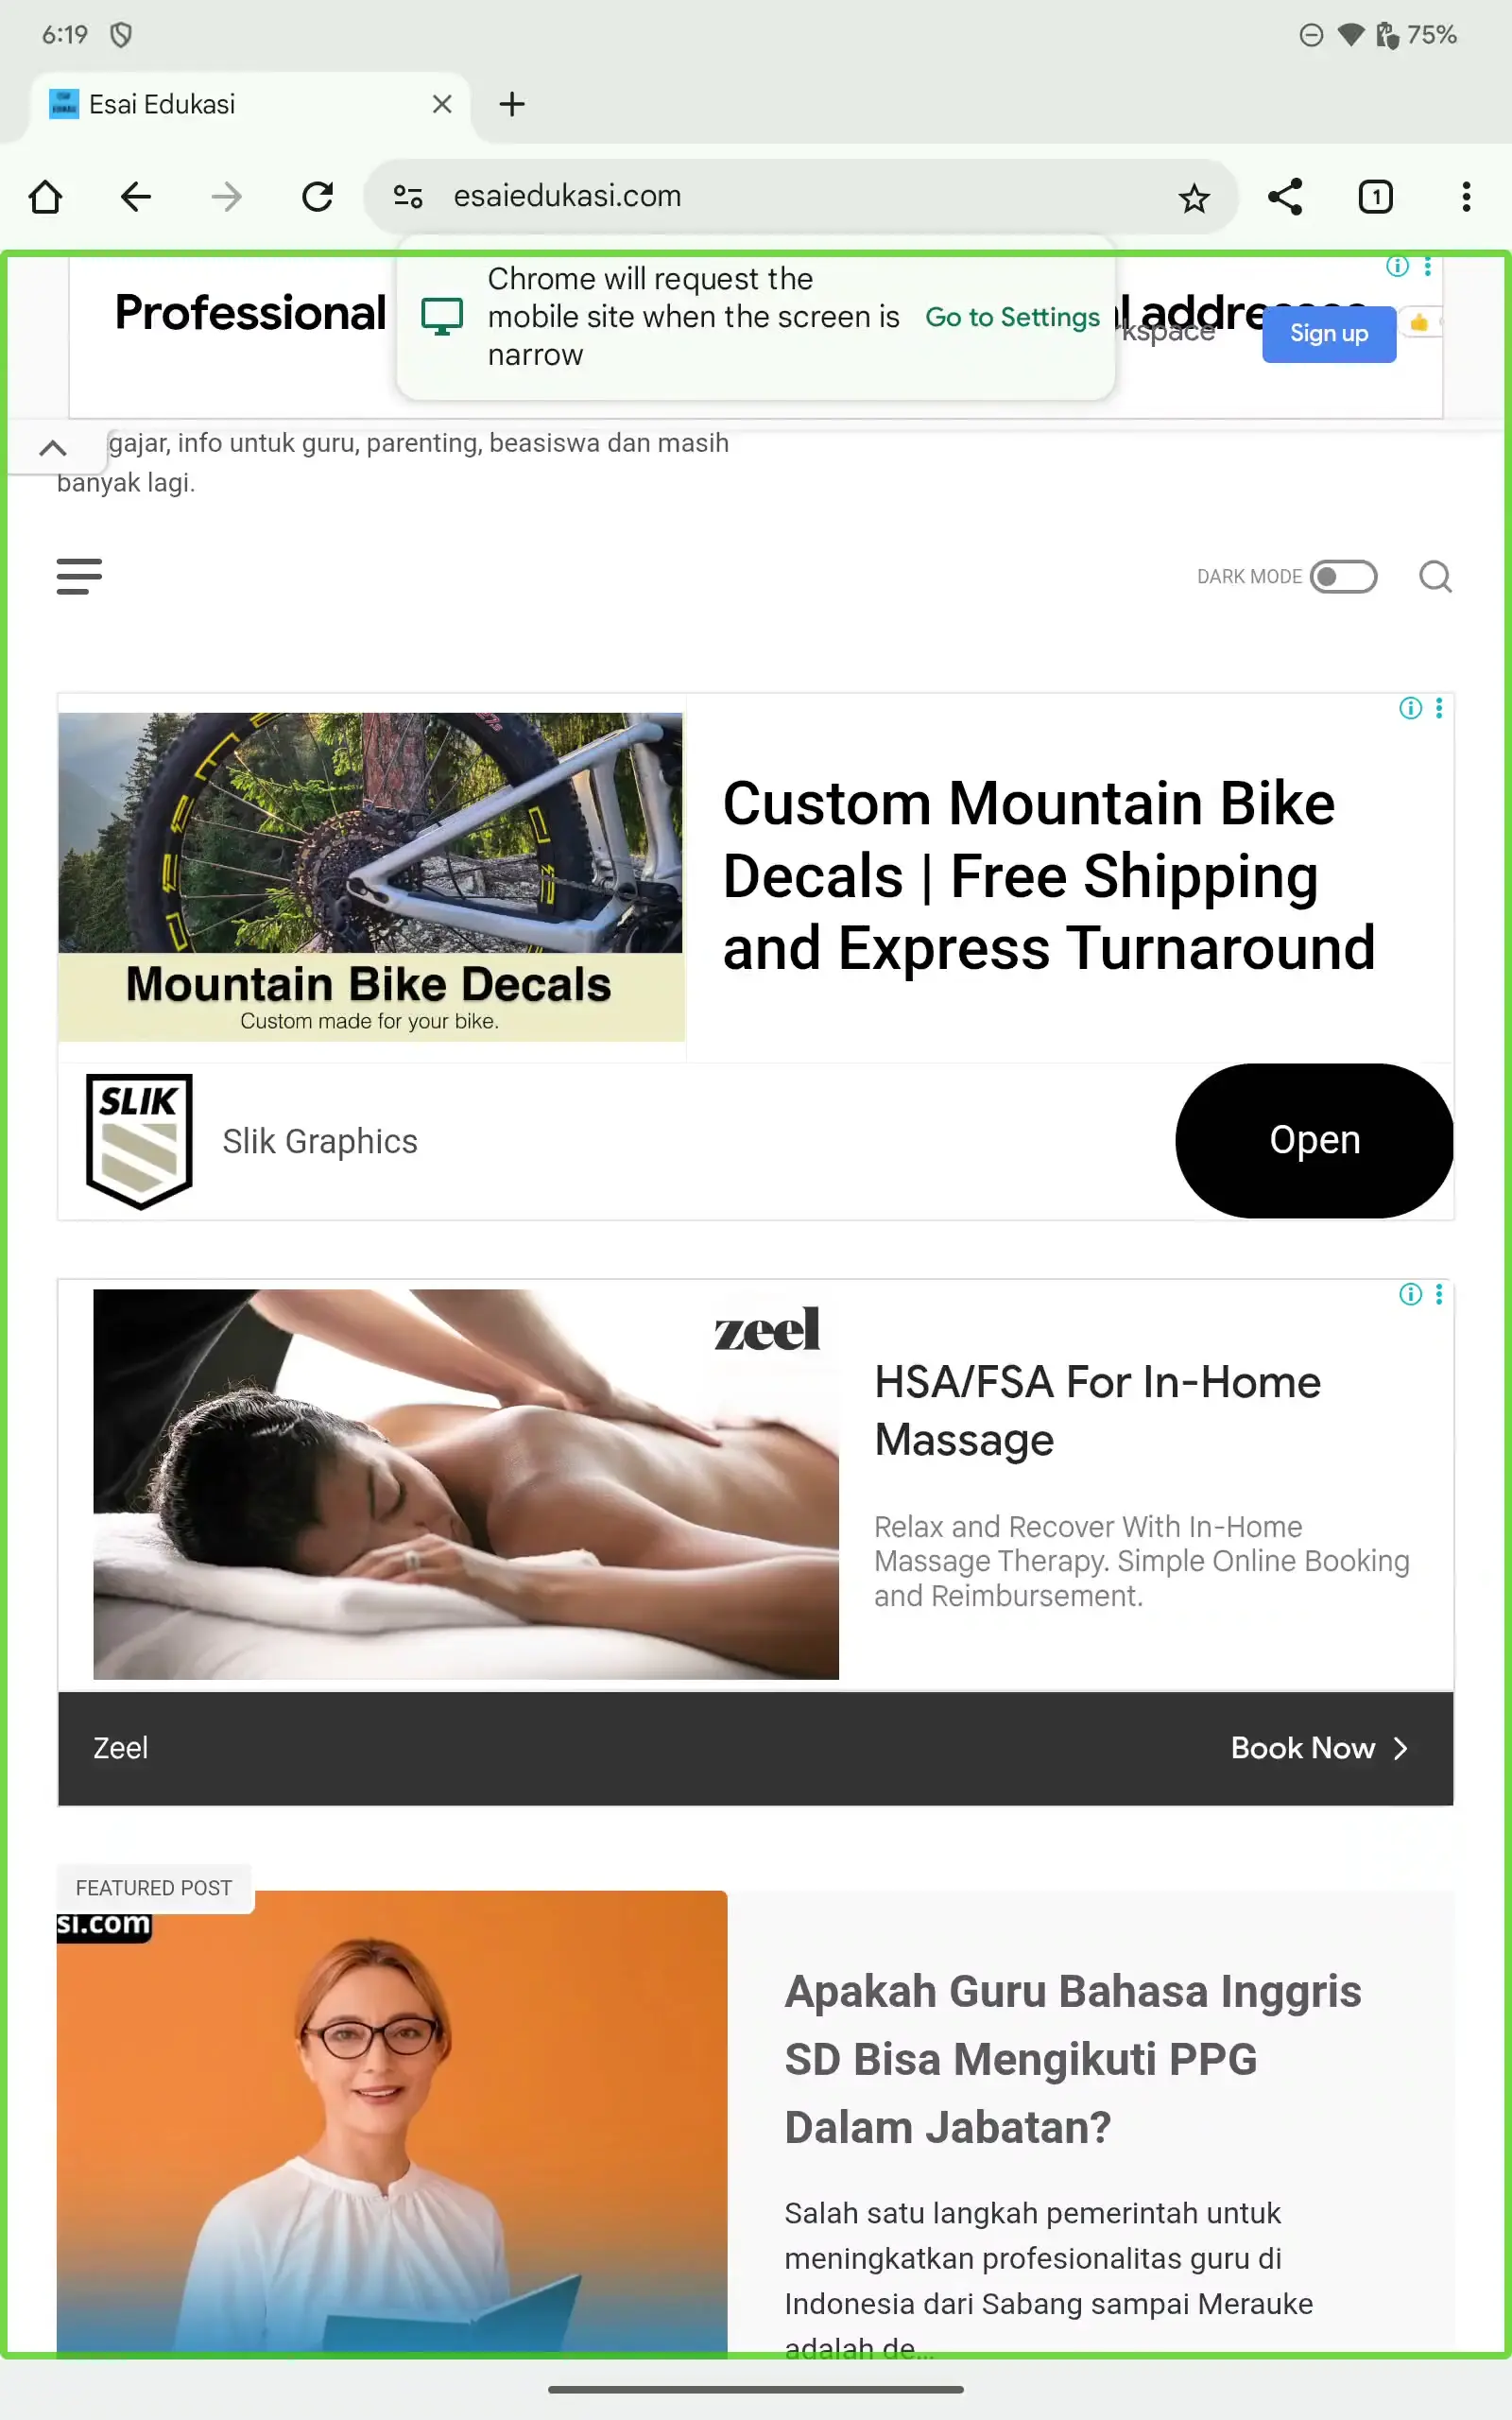 6:19
75%
Esai Edukasi
esaiedukasi.com
1
Chrome will request the
mobile site when the screen is
narrow
Go to Settings
Professional
l addresses
kspace
Sign up
gajar, info untuk guru, parenting, beasiswa dan masih
banyak lagi.
DARK MODE
Custom Mountain Bike
Decals | Free Shipping
and Express Turnaround
Mountain Bike Decals
Custom made for your bike.
SLIK
Slik Graphics
Open
zeel
HSA/FSA For In-Home
Massage
Relax and Recover With In-Home
Massage Therapy. Simple Online Booking
and Reimbursement.
Zeel
Book Now
FEATURED POST
si.com
Apakah Guru Bahasa Inggris
SD Bisa Mengikuti PPG
Dalam Jabatan?
Salah satu langkah pemerintah untuk
meningkatkan profesionalitas guru di
Indonesia dari Sabang sampai Merauke
adalah de...